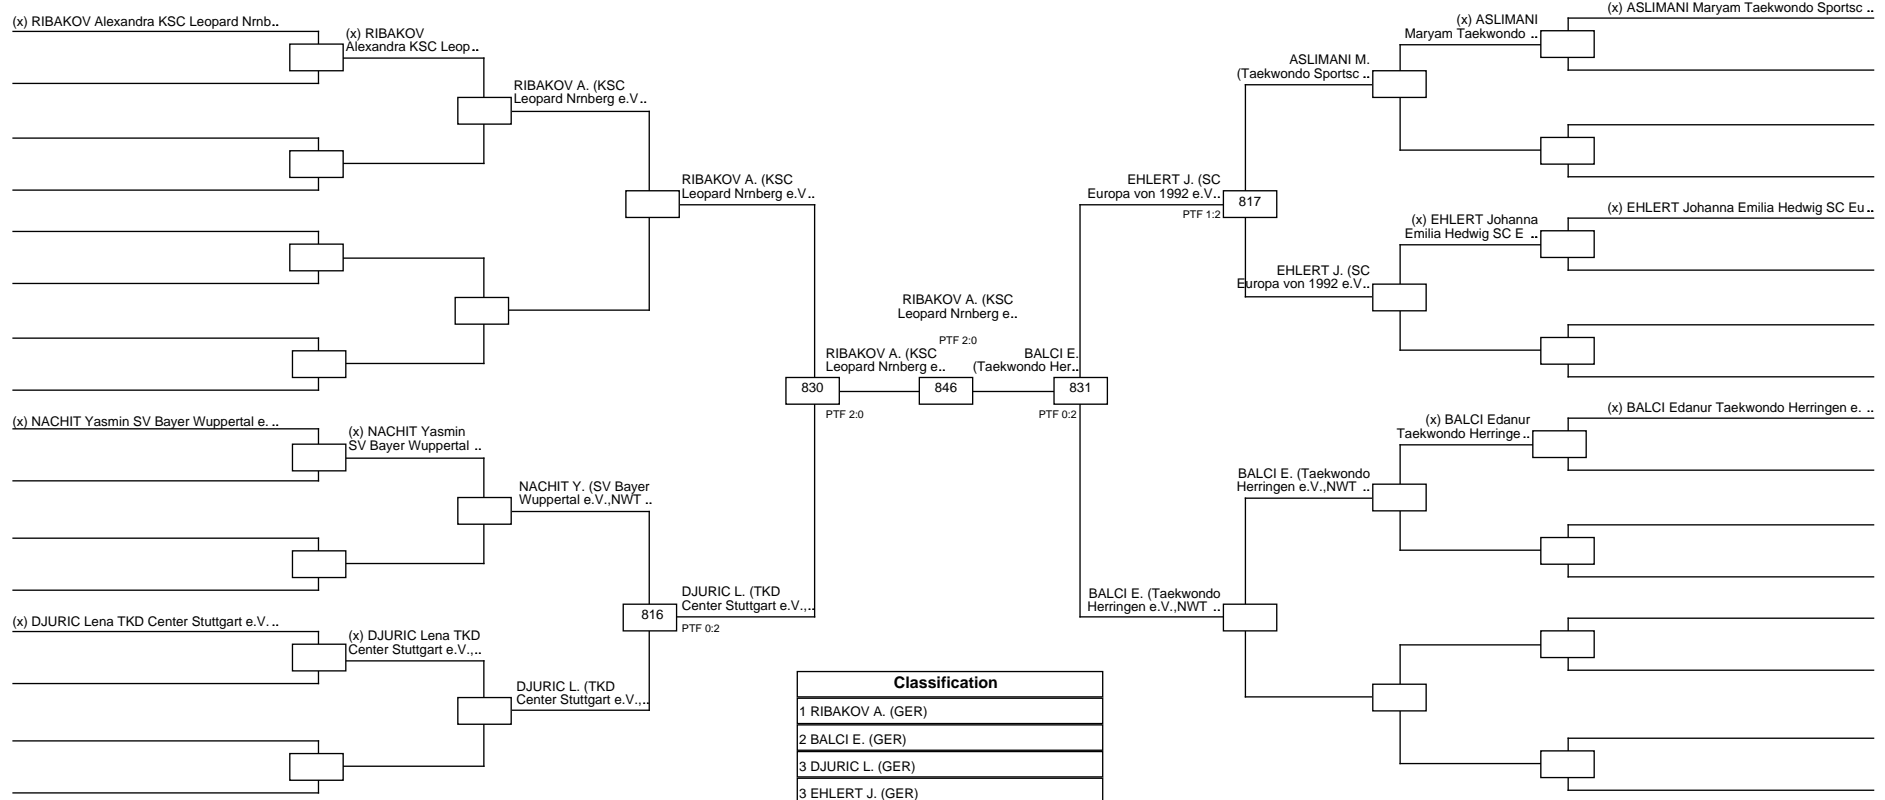 (x) RIBAKOV Alexandra KSC Leopard Nrnb..
(x) RIBAKOV
Alexandra KSC Leop..
RIBAKOV A. (KSC
Leopard Nrnberg e.V..
RIBAKOV A. (KSC
Leopard Nrnberg e.V..
(x) NACHIT Yasmin SV Bayer Wuppertal e. ..
(x) NACHIT Yasmin
SV Bayer Wuppertal ..
NACHIT Y. (SV Bayer
Wuppertal e.V.,NWT ..
816
DJURIC L. (TKD
Center Stuttgart e.V.,..
PTF 0:2
(x) DJURIC Lena TKD Center Stuttgart e.V. ..
(x) DJURIC Lena TKD
Center Stuttgart e.V.,..
DJURIC L. (TKD
Center Stuttgart e.V.,..
830
RIBAKOV A. (KSC
Leopard Nrnberg e..
PTF 2:0
RIBAKOV A. (KSC
Leopard Nrnberg e..
PTF 2:0
846
BALCI E.
(Taekwondo Her..
831
PTF 0:2
EHLERT J. (SC
Europa von 1992 e.V..
PTF 1:2
817
ASLIMANI M.
(Taekwondo Sportsc ..
(x) ASLIMANI
Maryam Taekwondo ..
(x) ASLIMANI Maryam Taekwondo Sportsc ..
EHLERT J. (SC
Europa von 1992 e.V..
(x) EHLERT Johanna
Emilia Hedwig SC E ..
(x) EHLERT Johanna Emilia Hedwig SC Eu..
BALCI E. (Taekwondo
Herringen e.V.,NWT ..
BALCI E. (Taekwondo
Herringen e.V.,NWT ..
(x) BALCI Edanur
Taekwondo Herringe ..
(x) BALCI Edanur Taekwondo Herringen e. ..
Classification
1 RIBAKOV A. (GER)
2 BALCI E. (GER)
3 DJURIC L. (GER)
3 EHLERT J. (GER)